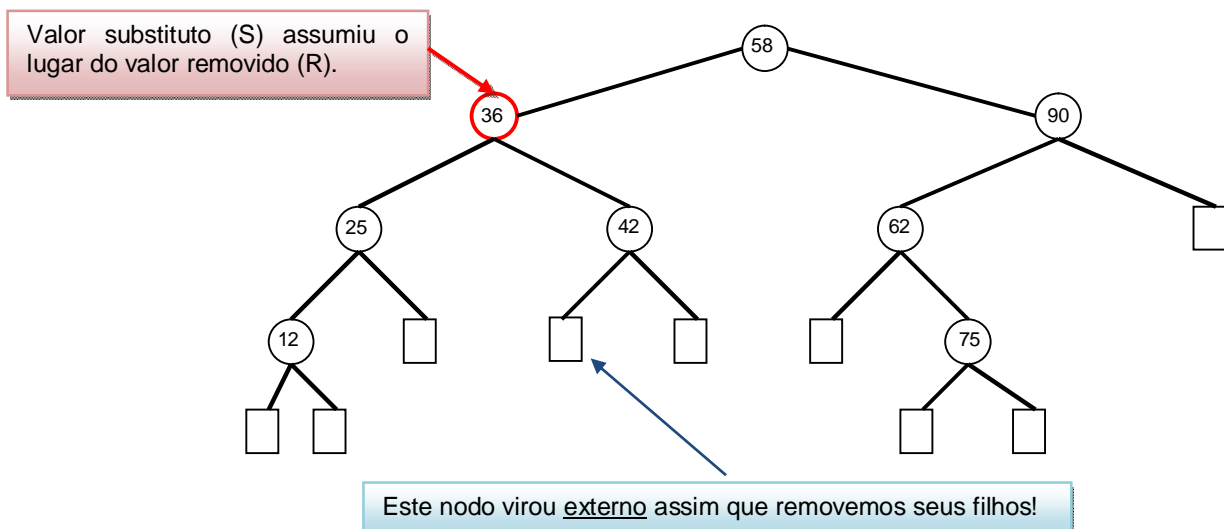 Valor substituto (S) assumiu o
lugar do valor removido (R).
58
36
90
25
42
62
12
75
Este nodo virou externo assim que removemos seus filhos!